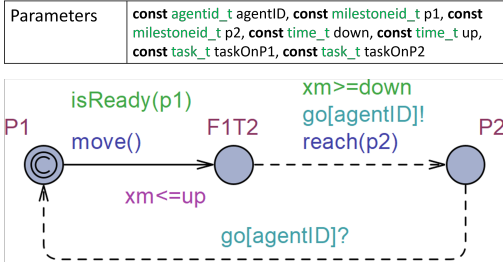 Parameters
const agentid_t agentID, const milestoneid_t p1, const
milestoneid_t p2, const time_t down, const time_t up,
const task_t taskOnP1, const task_t taskOnP2
xm>=down
isReady(p1)
go[agentID]!
P1
move()
F1T2
reach(p2)
P2
C
xm<=up
go[agentID]?